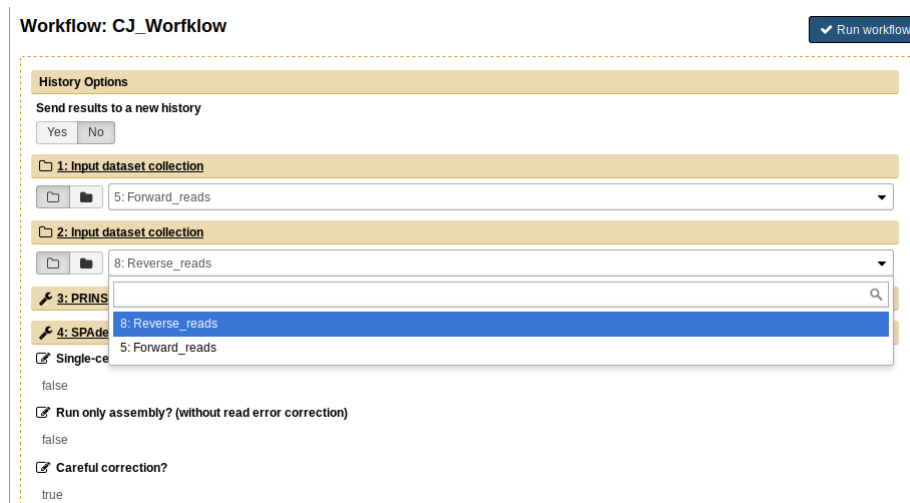 Workflow: CJ_Worfklow
Run workflow
History Options
Send results to a new history
Yes No
1: Input dataset collection
5: Forward_reads
2: Input dataset collection
8: Reverse_reads
3: PRINS
8: Reverse_reads
4: SPAde
5: Forward_reads
Single-ce
false
Run only assembly? (without read error correction)
false
Careful correction?
true